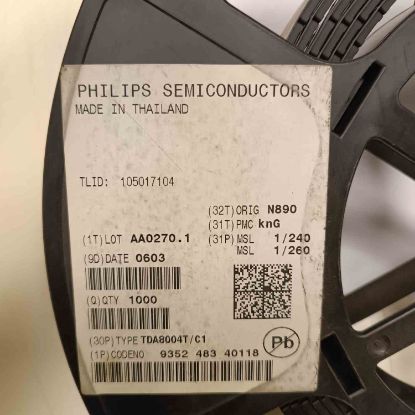 PHILIPS SEMICONDUCTORS
MADE IN THAILAND
TLID: 105017104
(32T)ORIG N890
(31T)PMC knG
(1T)LOT AA0270.1 (31P)MSL 1/240
MSL 1/260
(9D)DATE 0603
(Q)QTY 1000
(30P)TYPE TDA8004T/C1
(1P)CODENO 9352 483 40118
Pb